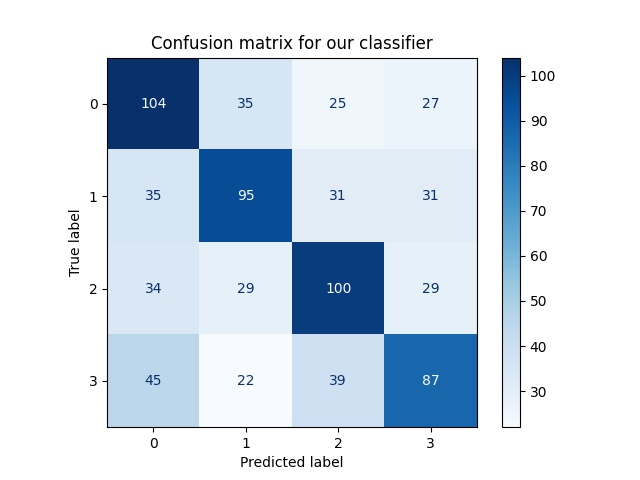 Confusion matrix for our classifier
100
0 104 35 25 27
90
80
1 35 95 31 31
True label
70
60
2 34 29 100 29
50
40
3 45 22 39 87
30
0 1 2 3
Predicted label